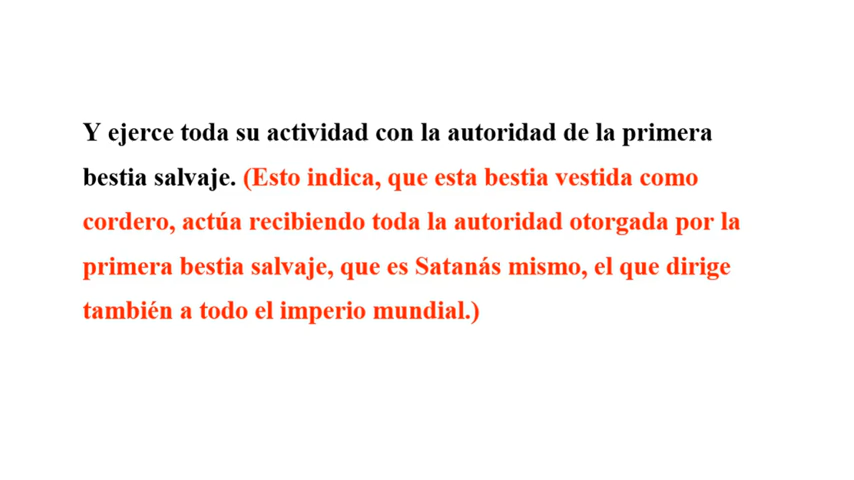 Y ejerce toda su actividad con la autoridad de la primera
bestia salvaje. (Esto indica, que esta bestia vestida como
cordero, actúa recibiendo toda la autoridad otorgada por la
primera bestia salvaje, que es Satanás mismo, el que dirige
también a todo el imperio mundial.)